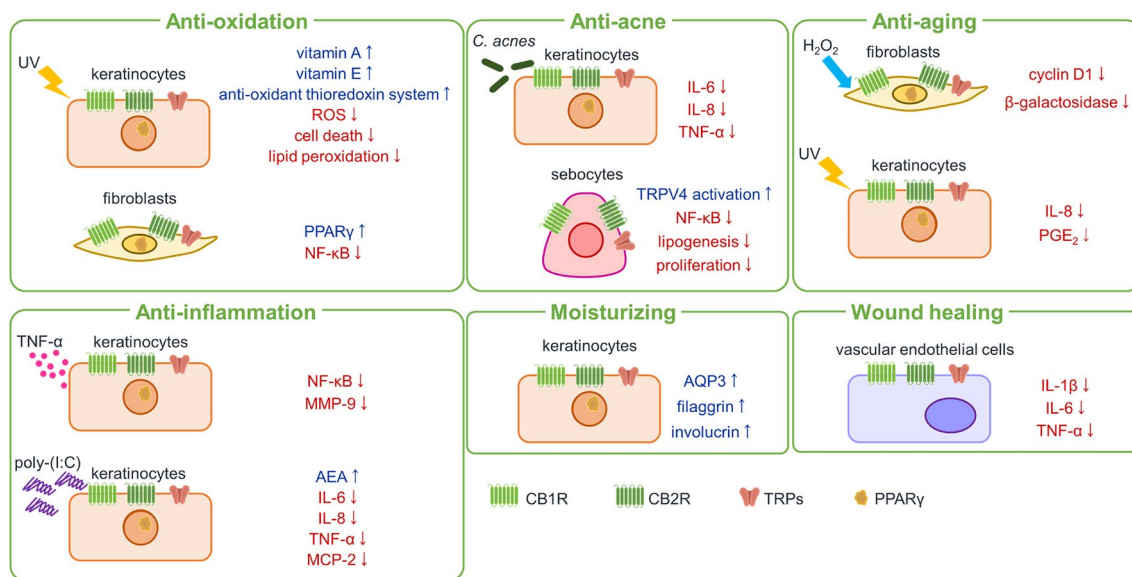 Anti-oxidation
UV
keratinocytes
vitamin A ↑
vitamin E ↑
anti-oxidant thioredoxin system ↑
ROS ↓
cell death ↓
lipid peroxidation ↓
fibroblasts
PPARγ ↑
NF-κB ↓
Anti-acne
C. acnes
keratinocytes
IL-6 ↓
IL-8 ↓
TNF-α ↓
sebocytes
TRPV4 activation ↑
NF-κB ↓
lipogenesis ↓
proliferation ↓
Anti-aging
H₂O₂
fibroblasts
cyclin D1 ↓
β-galactosidase ↓
UV
keratinocytes
IL-8 ↓
PGE₂ ↓
Anti-inflammation
TNF-α
keratinocytes
NF-κB ↓
MMP-9 ↓
poly-(I:C)
keratinocytes
AEA ↑
IL-6 ↓
IL-8 ↓
TNF-α ↓
MCP-2 ↓
Moisturizing
keratinocytes
AQP3 ↑
filaggrin ↑
involucrin ↑
Wound healing
vascular endothelial cells
IL-1β ↓
IL-6 ↓
TNF-α ↓
CB1R
CB2R
TRPs
PPARγ